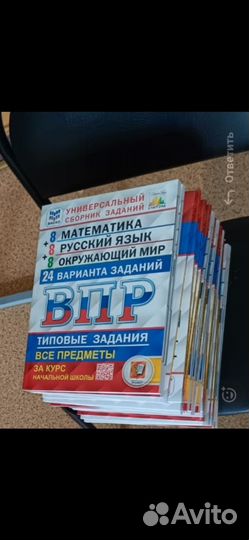 УНИВЕРСАЛЬНЫЙ
СБОРНИК ЗАДАНИЙ
8 МАТЕМАТИКА
+ 8 РУССКИЙ ЯЗЫК
+ 8 ОКРУЖАЮЩИЙ МИР
24 ВАРИАНТА ЗАДАНИЙ
ВПР
ТИПОВЫЕ ЗАДАНИЯ
ВСЕ ПРЕДМЕТЫ
ЗА КУРС
НАЧАЛЬНОЙ ШКОЛЫ
Ответить
Avito